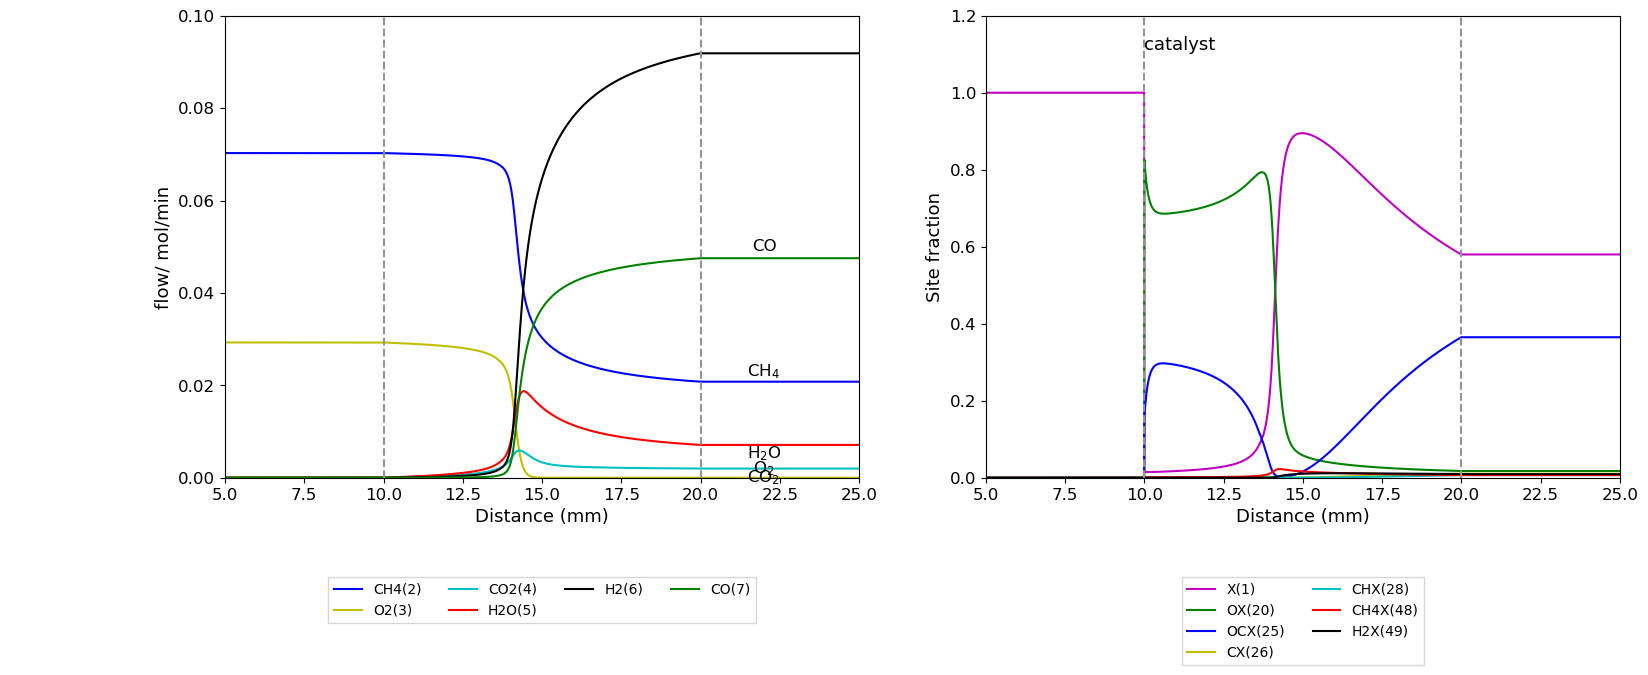 0.10
0.08
0.06
0.04
0.02
0.00
flow/ mol/min
CO
CH₄
H₂O
O₂
CO₂
5.0 7.5 10.0 12.5 15.0 17.5 20.0 22.5 25.0
Distance (mm)
CH4(2) CO2(4) H2(6) CO(7)
O2(3) H2O(5)
1.2
1.0
0.8
0.6
0.4
0.2
0.0
Site fraction
catalyst
5.0 7.5 10.0 12.5 15.0 17.5 20.0 22.5 25.0
Distance (mm)
X(1) CHX(28)
OX(20) CH4X(48)
OCX(25) H2X(49)
CX(26)